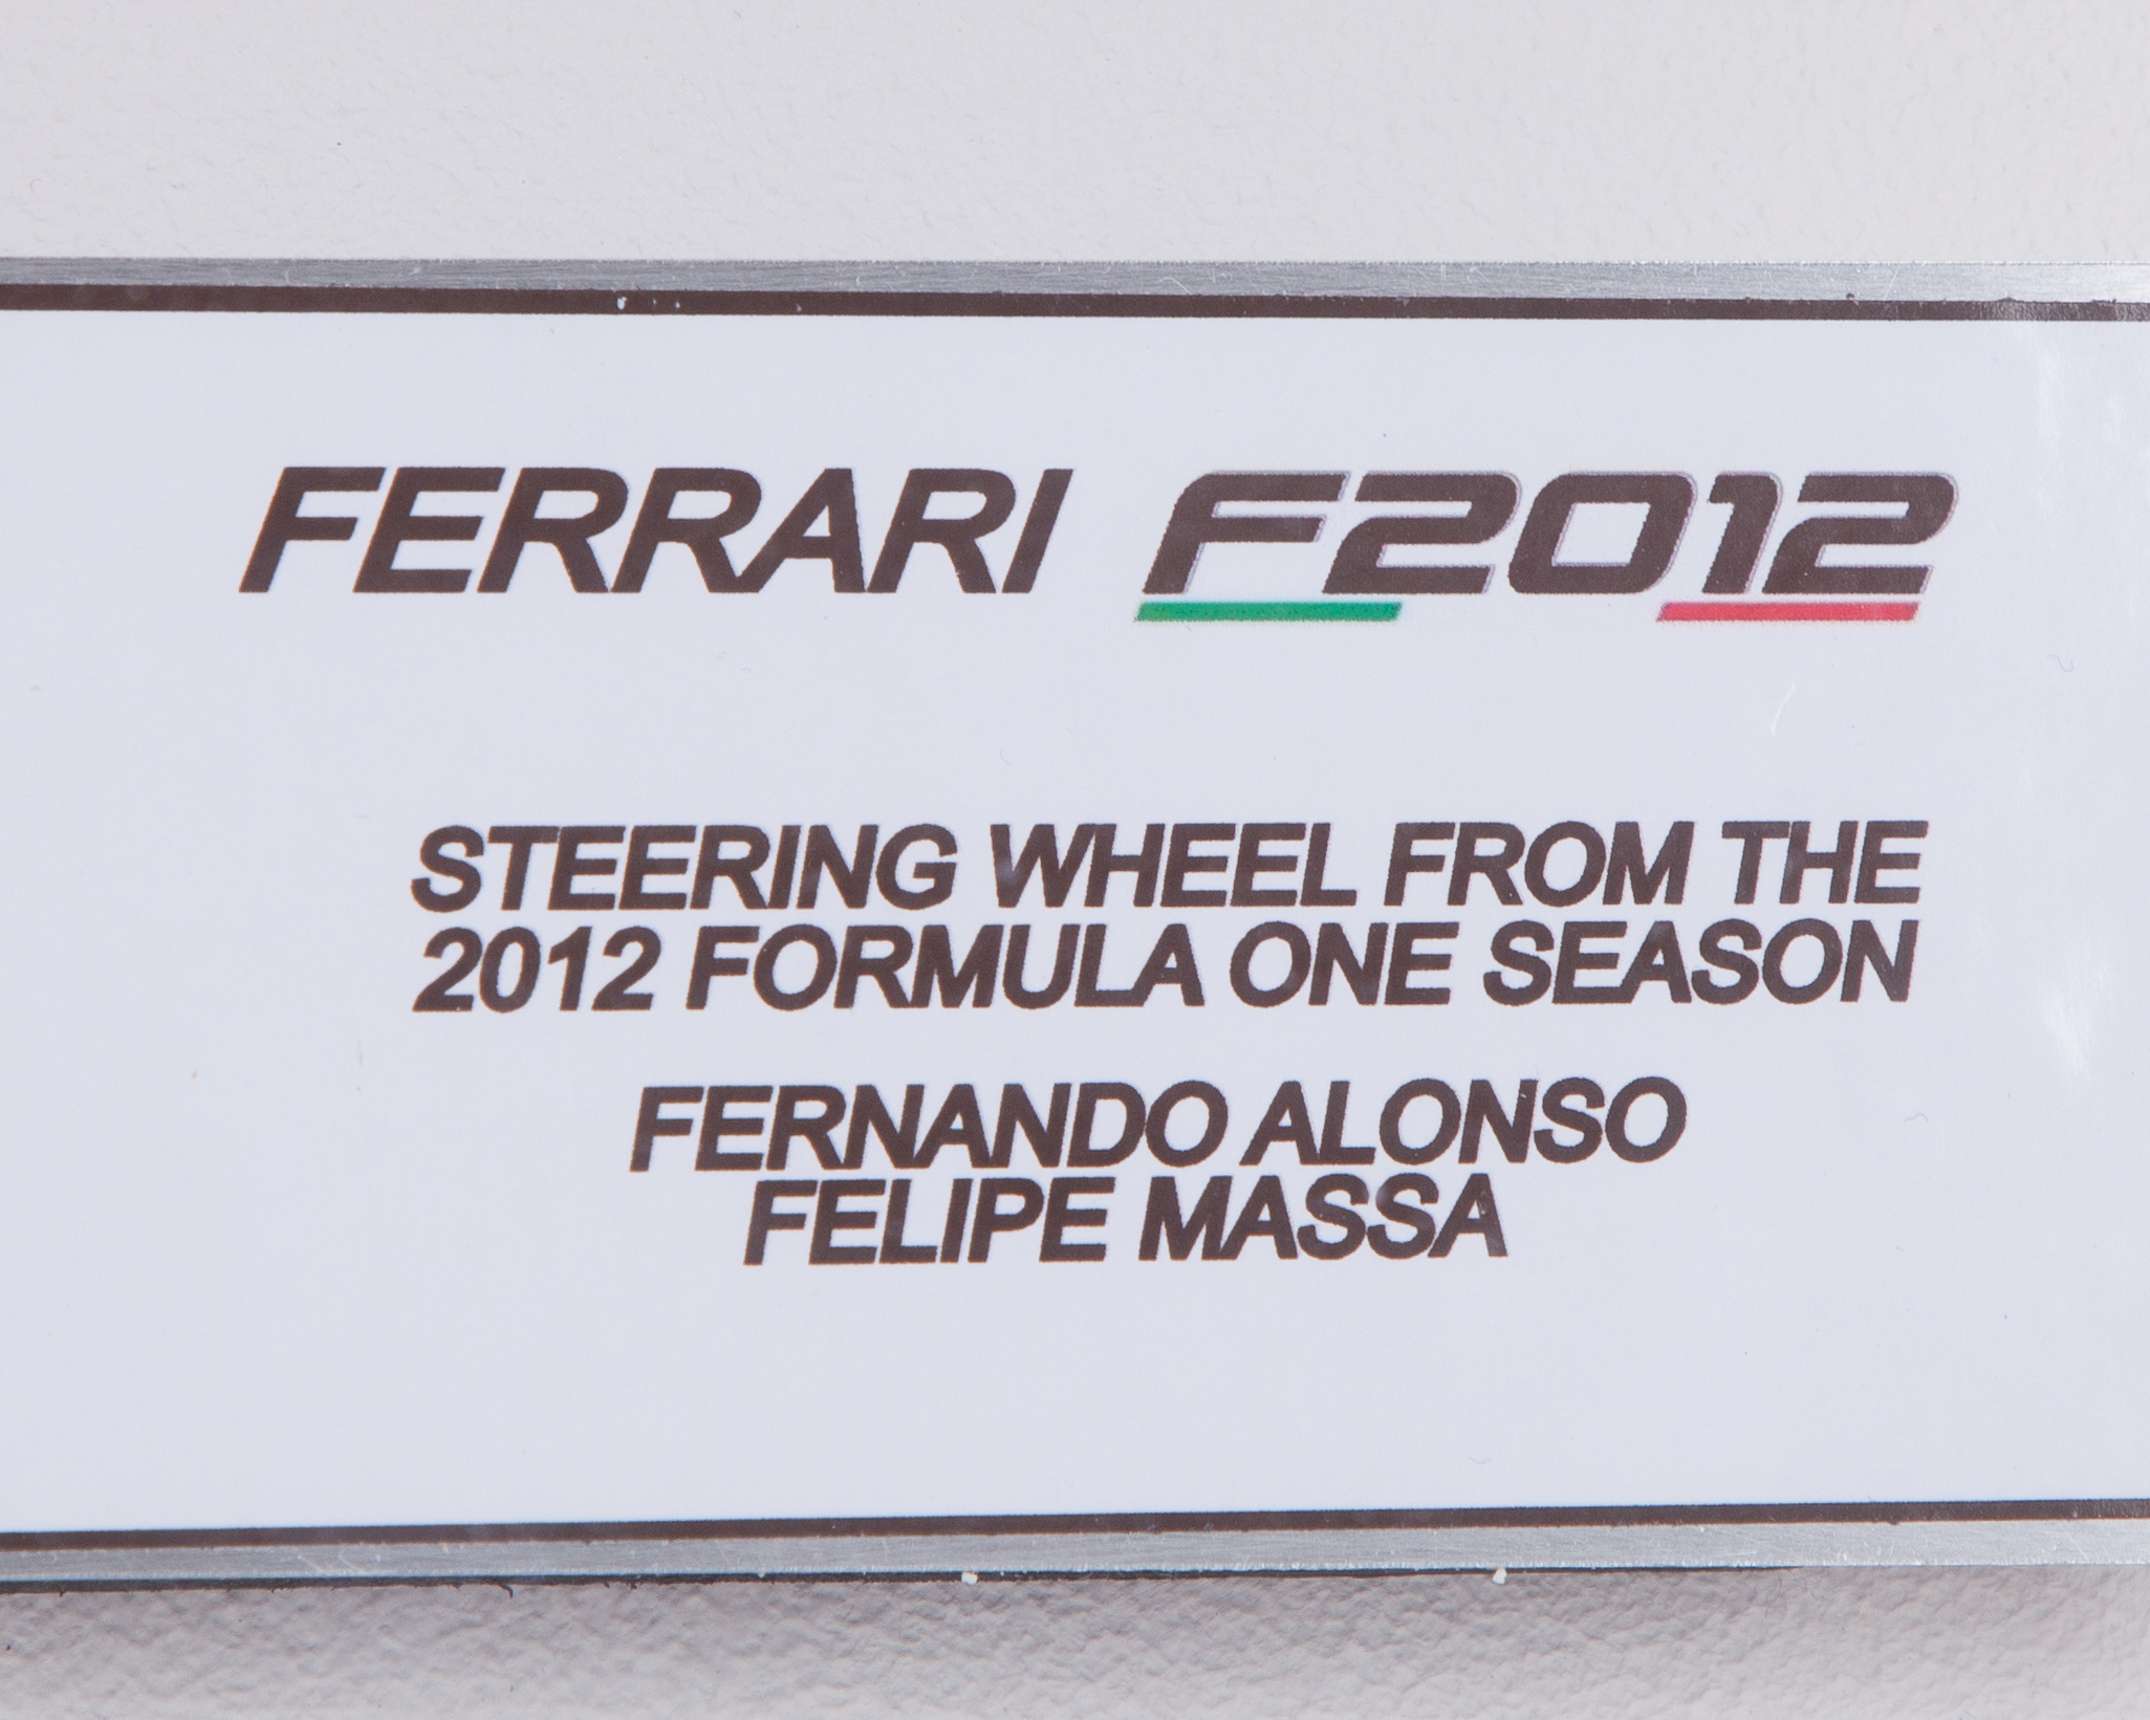 FERRARI F2012
STEERING WHEEL FROM THE
2012 FORMULA ONE SEASON
FERNANDO ALONSO
FELIPE MASSA